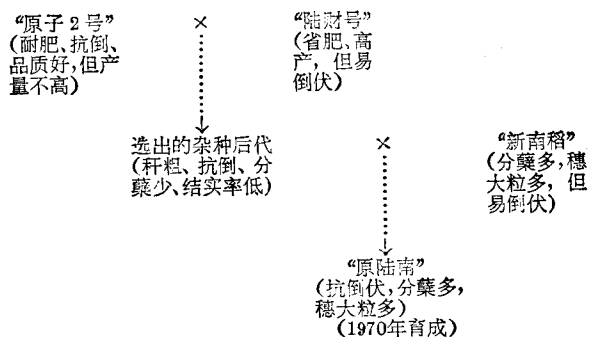 “原子2号” × “陆财号”
(耐肥、抗倒、 (省肥、高
品质好,但产 产,但易
量不高) 倒伏)
选出的杂种后代 × “新南稻”
(秆粗、抗倒、分 (分蘖多,穗
蘖少、结实率低) 大粒多,但
易倒伏)
“原陆南”
(抗倒伏,分蘖多,
穗大粒多)
(1970年育成)